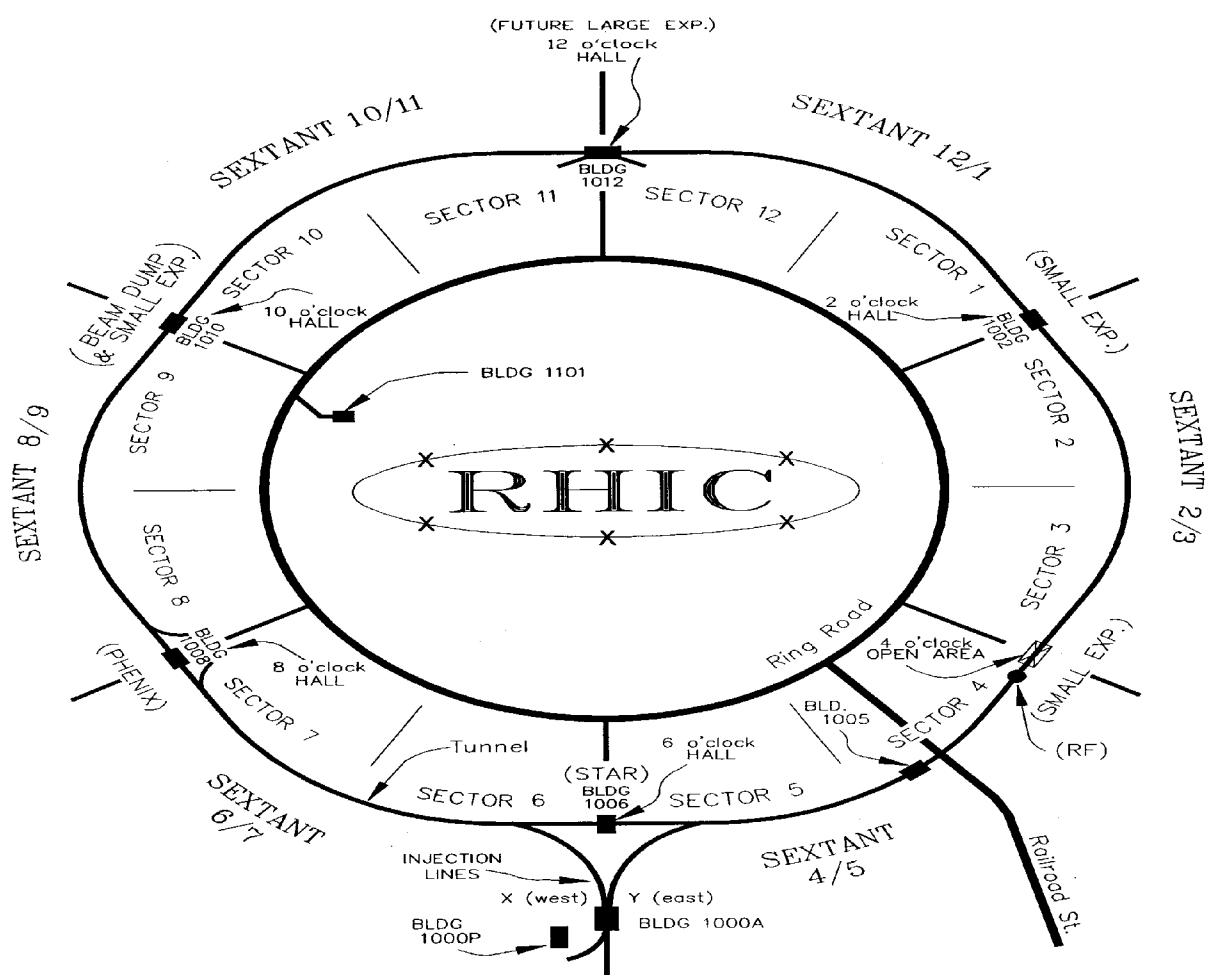 (FUTURE LARGE EXP.)
12 o'clock
HALL
SEXTANT 10/11
SEXTANT 12/1
BLDG
1012
SECTOR 11
SECTOR 12
SECTOR 10
SECTOR 1
(BEAM DUMP
& SMALL EXP.)
(SMALL EXP.)
10 o'clock
HALL
2 o'clock
HALL
BLDG
1010
BLDG
1002
BLDG 1101
SECTOR 9
SECTOR 2
SEXTANT 8/9
SEXTANT 2/3
RHIC
SECTOR 8
SECTOR 3
BLDG
1008
8 o'clock
HALL
Ring Road
4 o'clock
OPEN AREA
(PHENIX)
(SMALL EXP.)
SECTOR 7
SECTOR 4
BLD.
1005
(RF)
Tunnel
6 o'clock
HALL
(STAR)
BLDG
1006
SECTOR 6
SECTOR 5
SEXTANT
6/7
SEXTANT
4/5
INJECTION
LINES
X (west)
Y (east)
BLDG
1000P
BLDG 1000A
Railroad St.